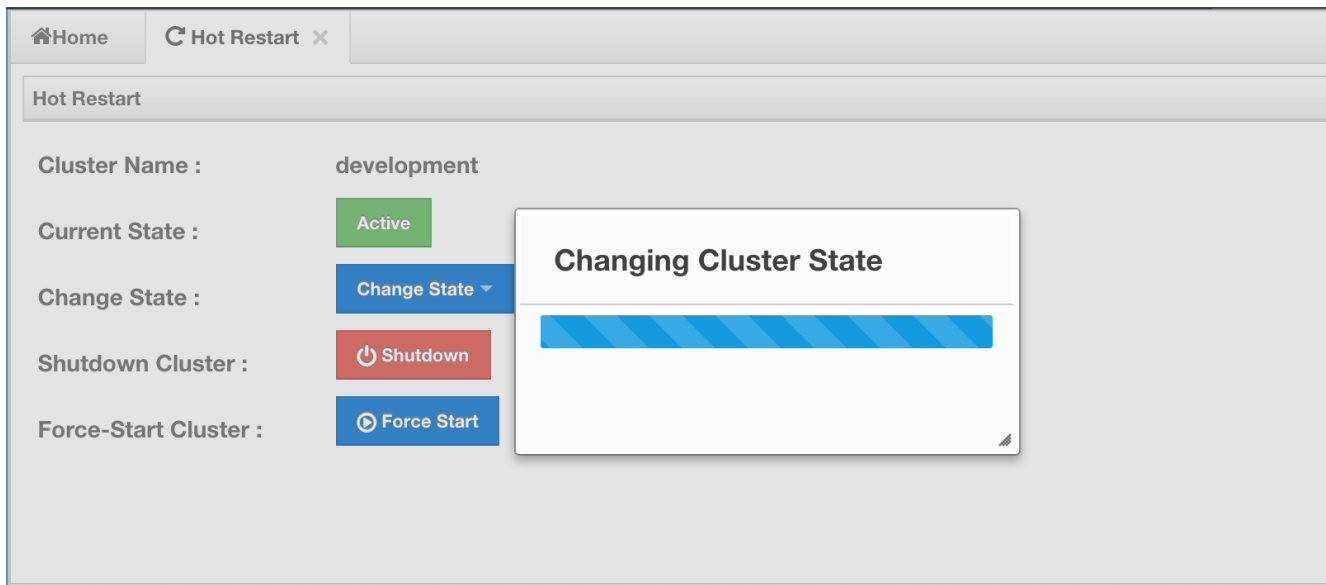 Home
Hot Restart
Hot Restart
Cluster Name : development
Current State : Active
Change State : Change State
Shutdown Cluster : Shutdown
Force-Start Cluster : Force Start
Changing Cluster State